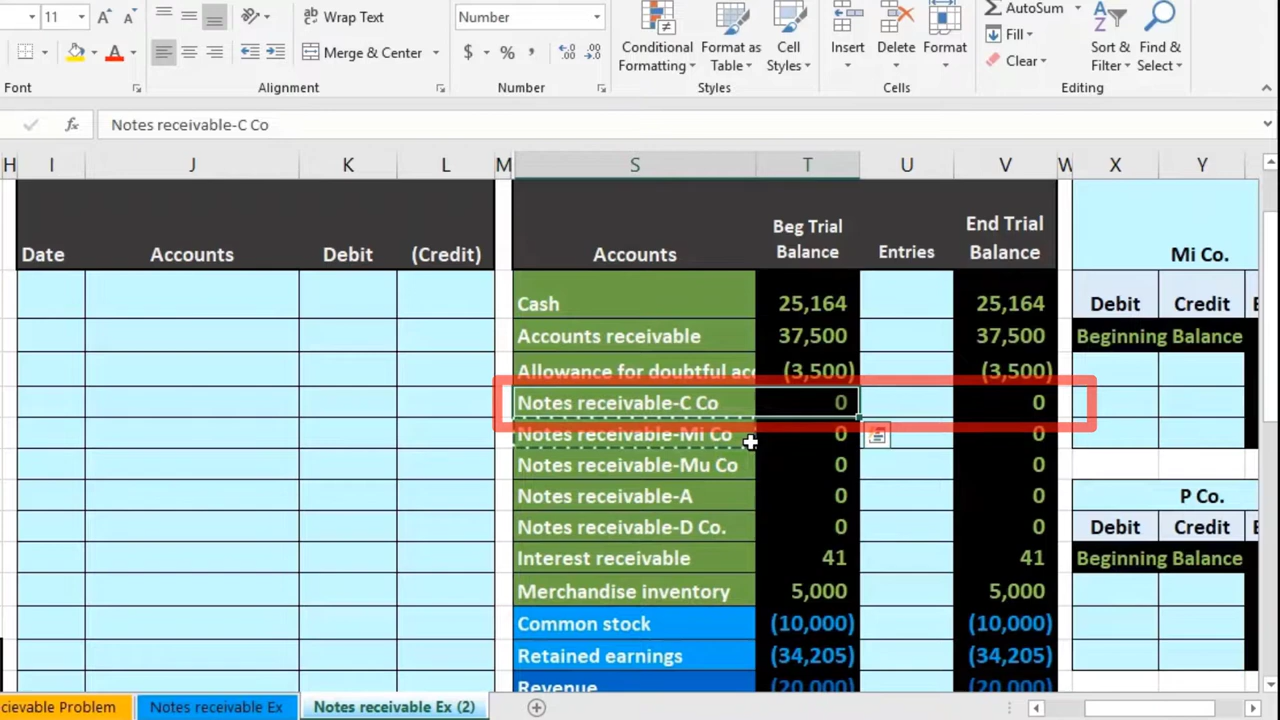 11 A A Wrap Text Number AutoSum
Merge & Center $ % , Conditional Formatting Format as Table Cell Styles Insert Delete Format Fill Clear Sort & Filter Find & Select
Font Alignment Number Styles Cells Editing
fx Notes receivable-C Co
H I J K L M S T U V W X Y
Date Accounts Debit (Credit) Accounts Beg Trial Balance Entries End Trial Balance Mi Co.
Cash 25,164 25,164 Debit Credit
Accounts receivable 37,500 37,500 Beginning Balance
Allowance for doubtful acc (3,500) (3,500)
Notes receivable-C Co 0 0
Notes receivable-Mi Co 0 0
Notes receivable-Mu Co 0 0
Notes receivable-A 0 0 P Co.
Notes receivable-D Co. 0 0 Debit Credit
Interest receivable 41 41 Beginning Balance
Merchandise inventory 5,000 5,000
Common stock (10,000) (10,000)
Retained earnings (34,205) (34,205)
Revenue (20,000) (20,000)
cievable Problem Notes receivable Ex Notes receivable Ex (2)